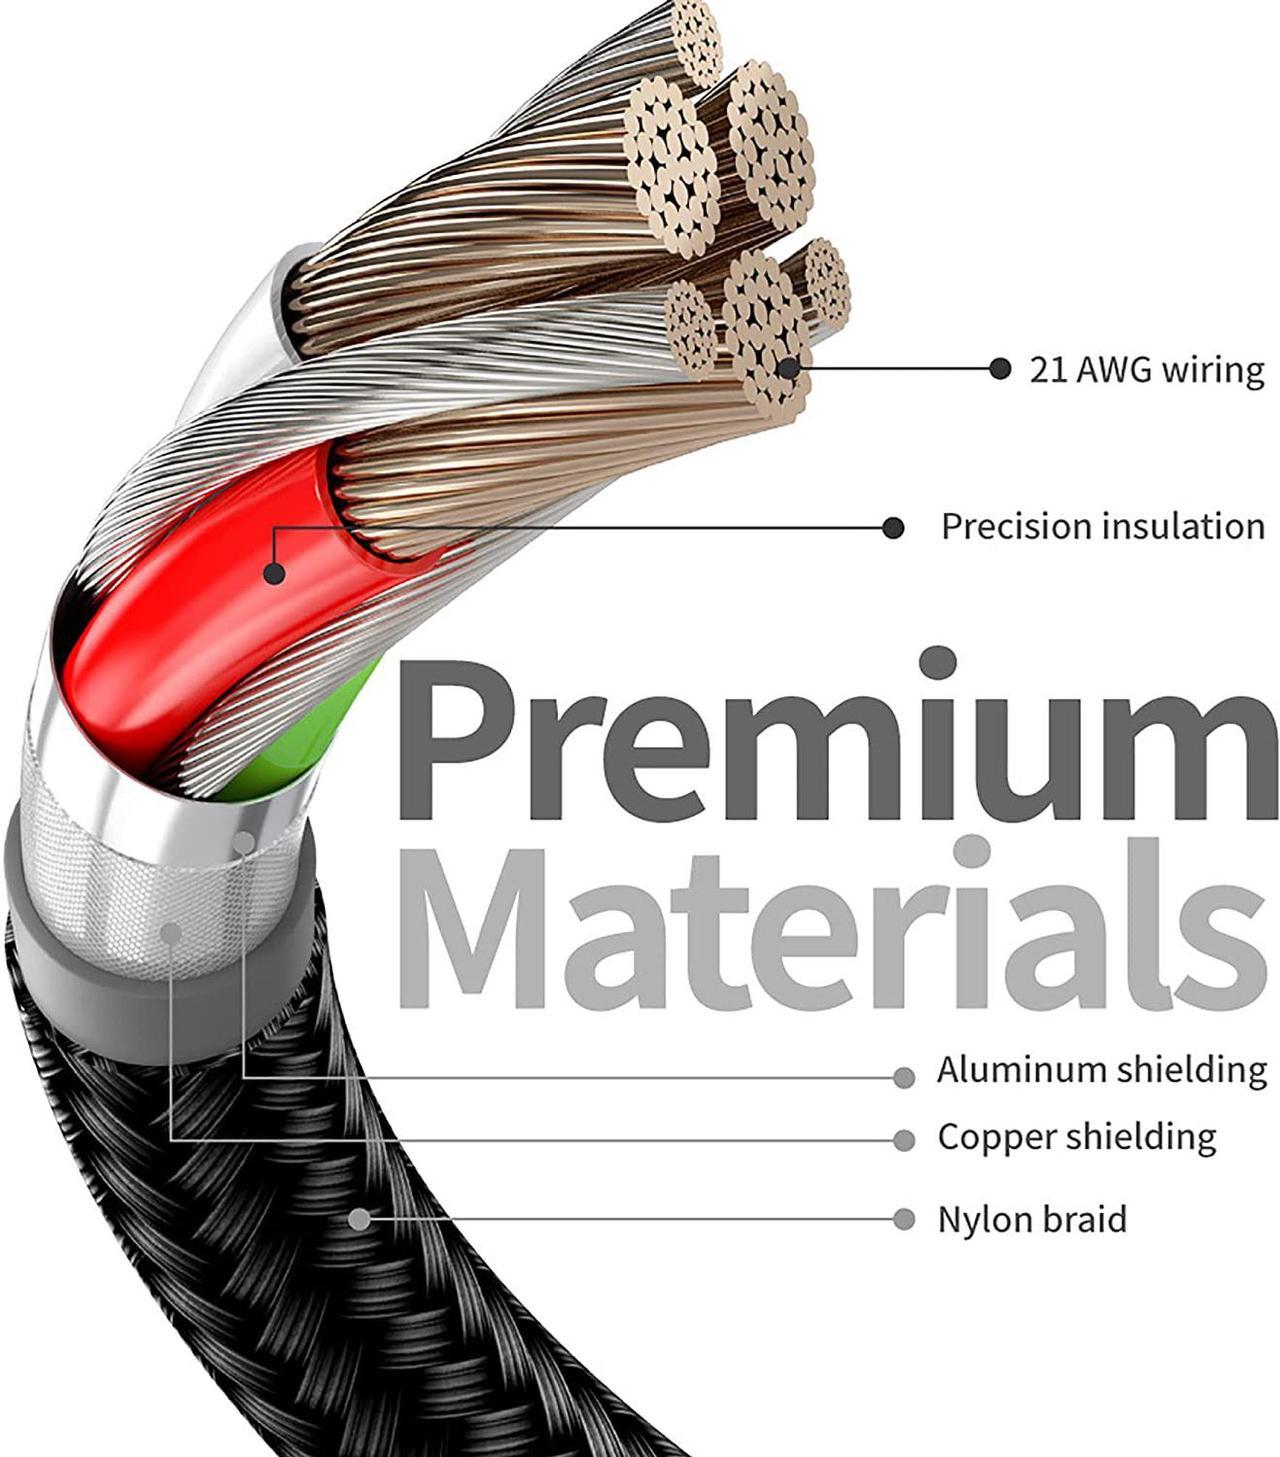 21 AWG wiring
Precision insulation
Premium
Materials
Aluminum shielding
Copper shielding
Nylon braid